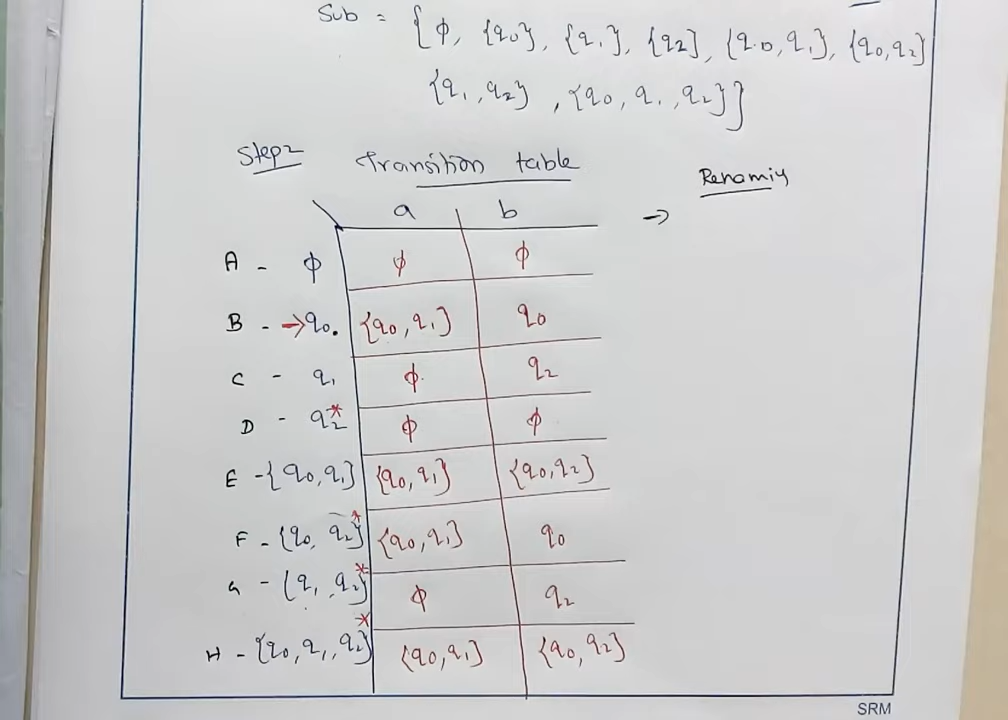 Sub = {ϕ, {q0}, {q1}, {q2}, {q0,q1}, {q0,q2}
{q1,q2}, {q0,q1,q2}}
Step2 Transition table
Renamiy
a b →
A - ϕ ϕ ϕ
B - →q0. {q0,q1} q0
C - q1 ϕ q2
D - q2* ϕ ϕ
E - {q0,q1} {q0,q1} {q0,q2}
F - {q0,q2}* {q0,q1} q0
G - {q1,q2}* ϕ q2
H - {q0,q1,q2}* {q0,q1} {q0,q2}
SRM